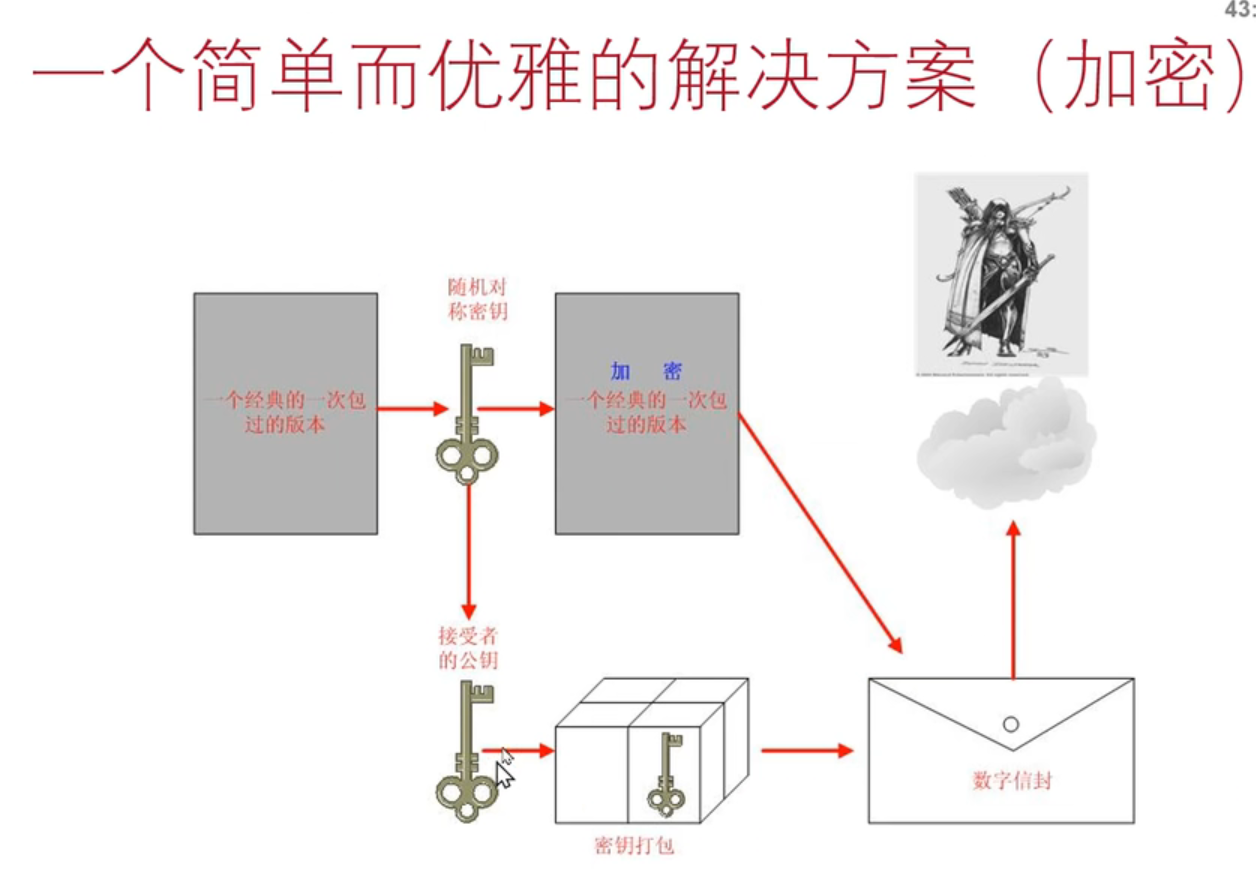 43:
一个简单而优雅的解决方案（加密）
随机对
称密钥
一个经典的一次包
过的版本
加 密
一个经典的一次包
过的版本
接受者
的公钥
密钥打包
数字信封